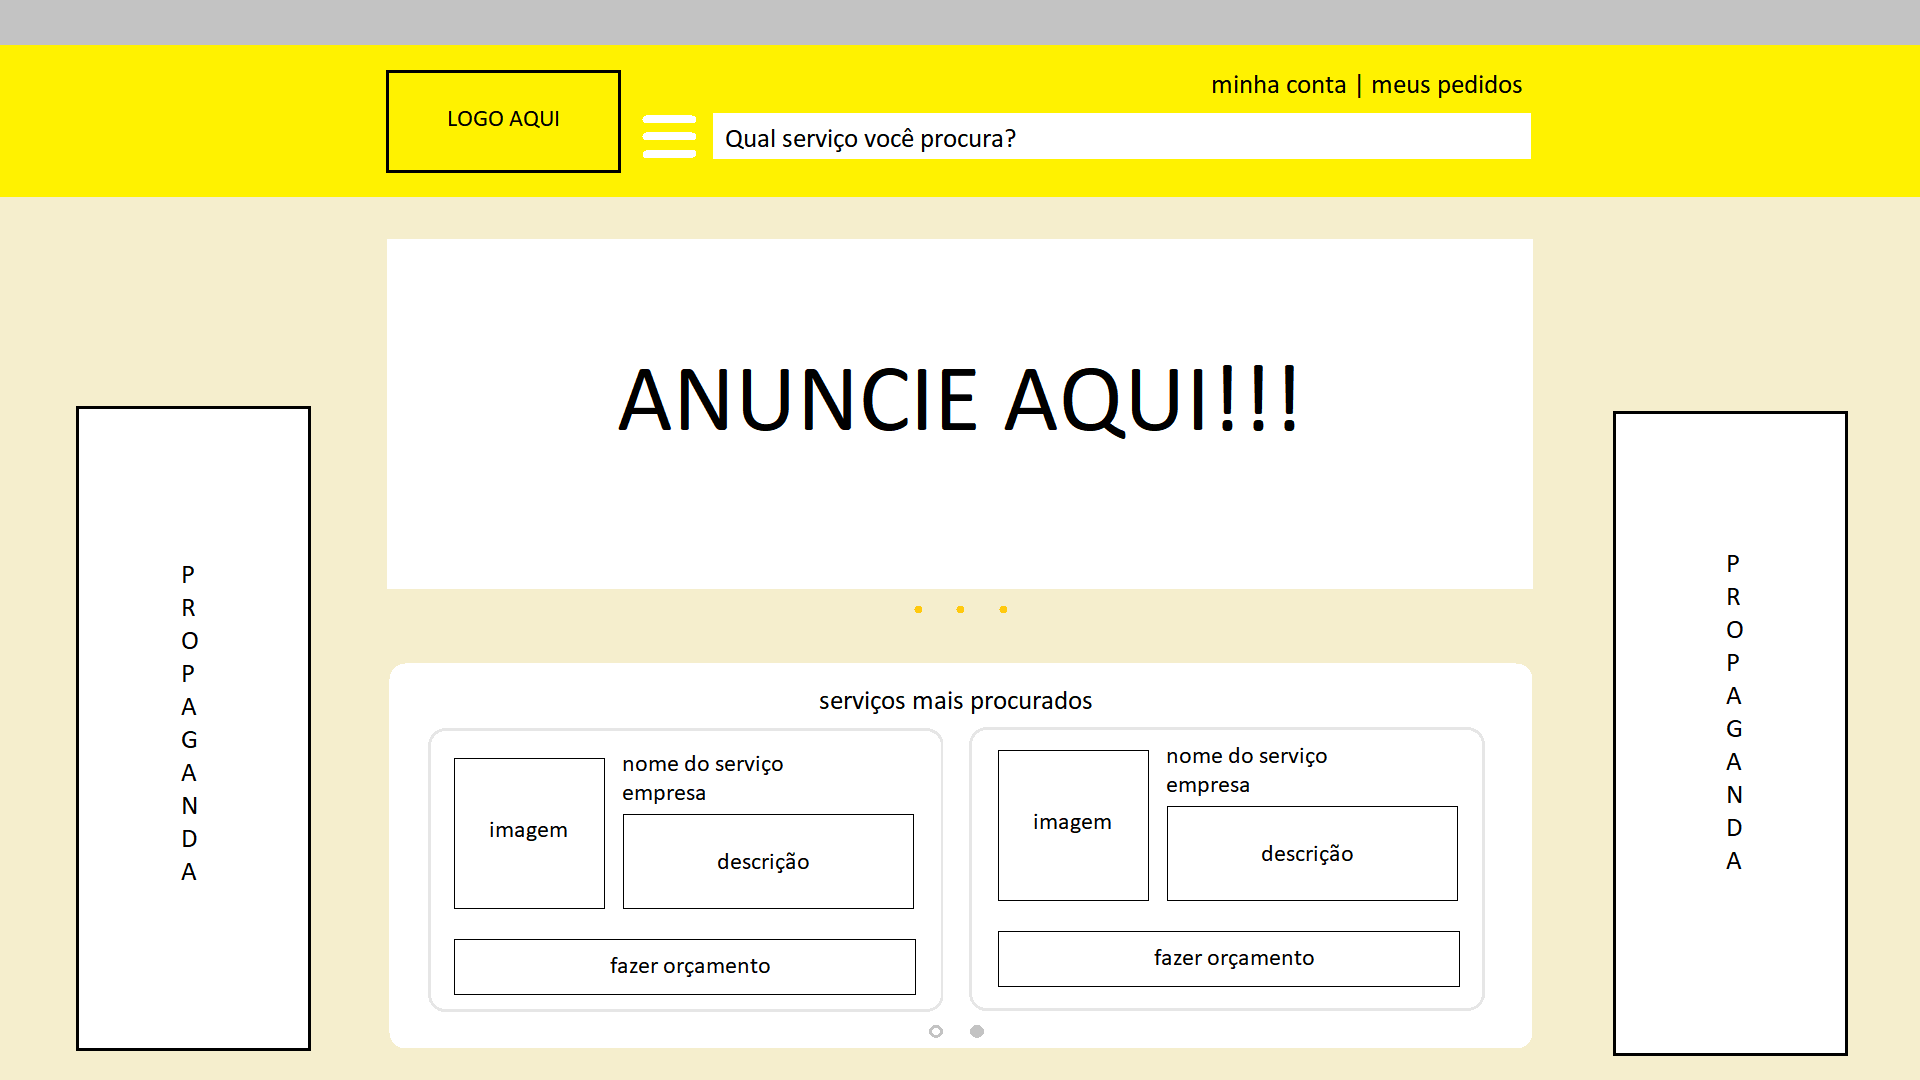 minha conta | meus pedidos
LOGO AQUI
Qual serviço você procura?
ANUNCIE AQUI!!!
P
R
O
P
A
G
A
N
D
A
serviços mais procurados
nome do serviço
empresa
imagem
descrição
fazer orçamento
nome do serviço
empresa
imagem
descrição
fazer orçamento
P
R
O
P
A
G
A
N
D
A